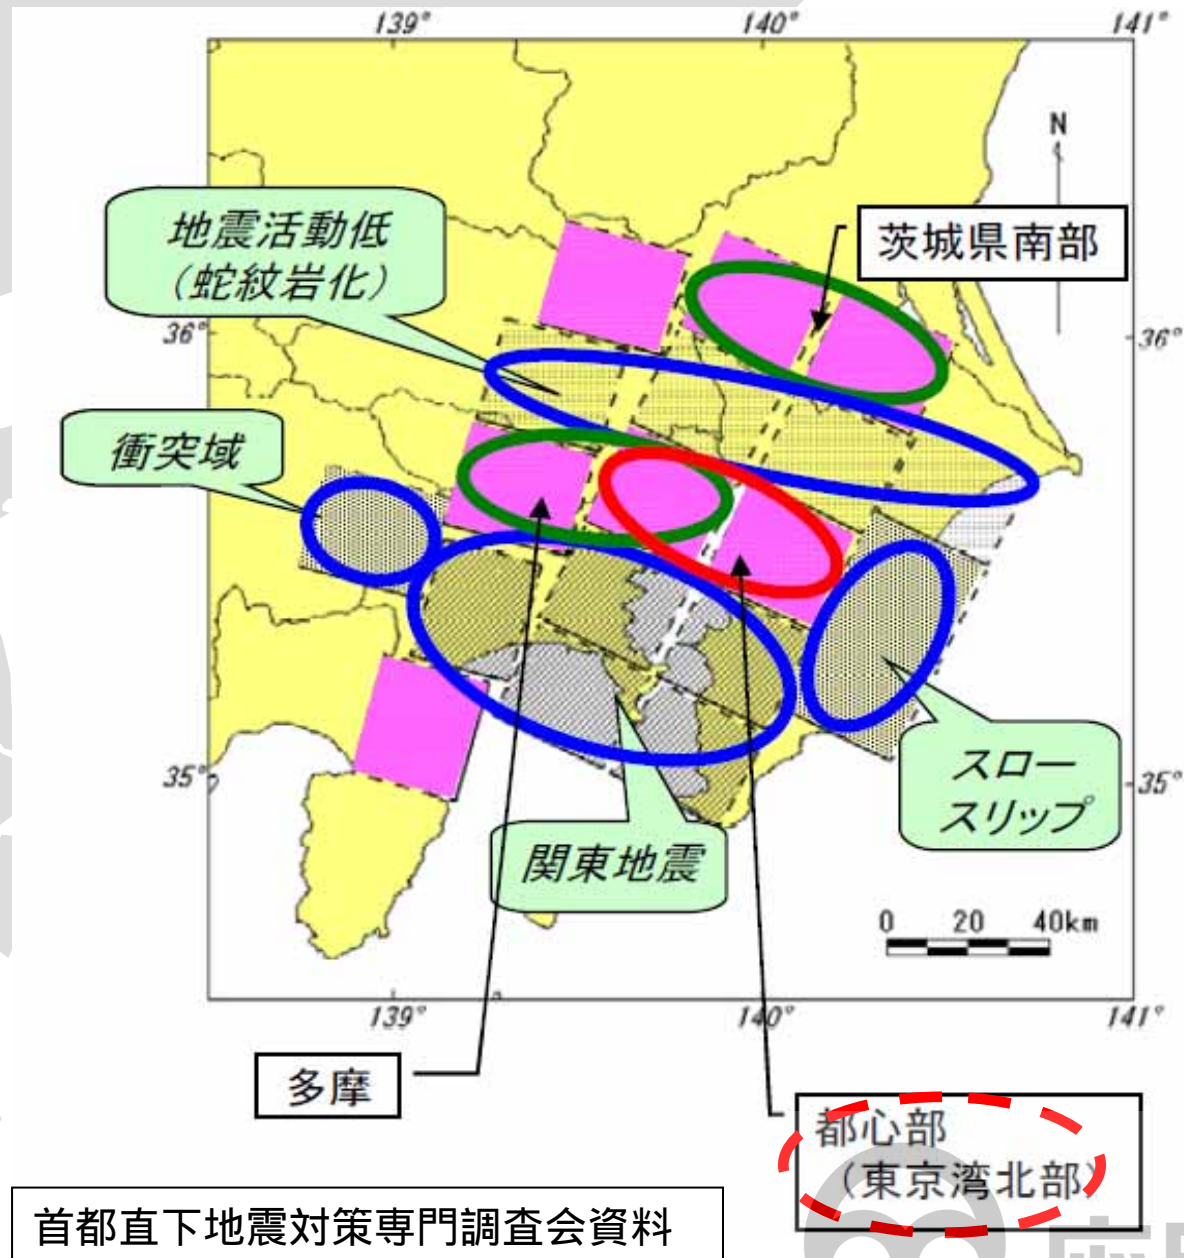 139° 140° 141°
N
地震活動低
（蛇紋岩化）
茨城県南部
36° 36°
衝突域
スロー
スリップ
35° 35°
関東地震
0 20 40km
139° 140° 141°
多摩
都心部
（東京湾北部）
首都直下地震対策専門調査会資料